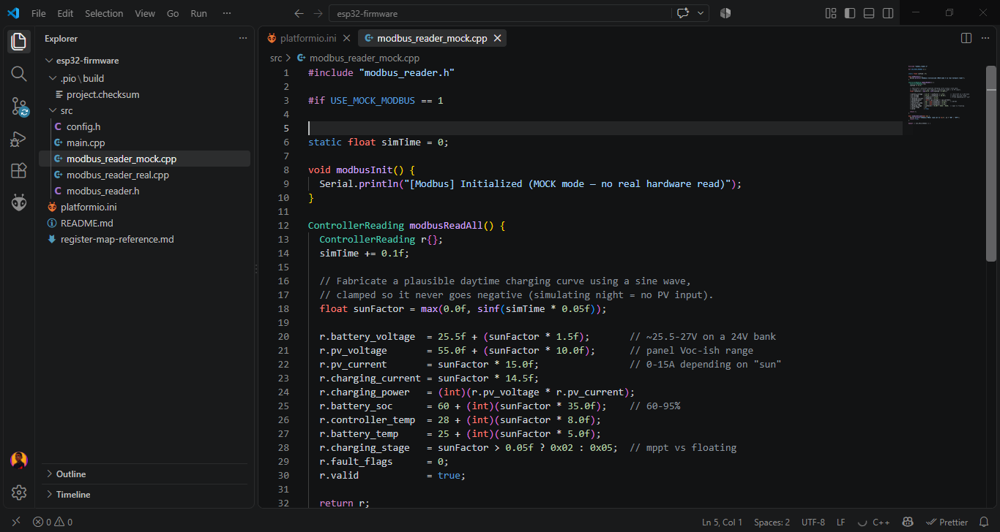 File Edit Selection View Go Run ···
esp32-firmware
Explorer
esp32-firmware
.pio \ build
project.checksum
src
config.h
main.cpp
modbus_reader_mock.cpp
modbus_reader_real.cpp
modbus_reader.h
platformio.ini
README.md
register-map-reference.md
Outline
Timeline
platformio.ini
modbus_reader_mock.cpp
src > modbus_reader_mock.cpp
1 #include "modbus_reader.h"
2
3 #if USE_MOCK_MODBUS == 1
4
5
6 static float simTime = 0;
7
8 void modbusInit() {
9 Serial.println("[Modbus] Initialized (MOCK mode — no real hardware read)");
10 }
11
12 ControllerReading modbusReadAll() {
13 ControllerReading r{};
14 simTime += 0.1f;
15
16 // Fabricate a plausible daytime charging curve using a sine wave,
17 // clamped so it never goes negative (simulating night = no PV input).
18 float sunFactor = max(0.0f, sinf(simTime * 0.05f));
19
20 r.battery_voltage = 25.5f + (sunFactor * 1.5f); // ~25.5-27V on a 24V bank
21 r.pv_voltage = 55.0f + (sunFactor * 10.0f); // panel Voc-ish range
22 r.pv_current = sunFactor * 15.0f; // 0-15A depending on "sun"
23 r.charging_current = sunFactor * 14.5f;
24 r.charging_power = (int)(r.pv_voltage * r.pv_current);
25 r.battery_soc = 60 + (int)(sunFactor * 35.0f); // 60-95%
26 r.controller_temp = 28 + (int)(sunFactor * 8.0f);
27 r.battery_temp = 25 + (int)(sunFactor * 5.0f);
28 r.charging_stage = sunFactor > 0.05f ? 0x02 : 0x05; // mppt vs floating
29 r.fault_flags = 0;
30 r.valid = true;
31
32 return r;
0 0
Ln 5, Col 1 Spaces: 2 UTF-8 LF C++ Prettier